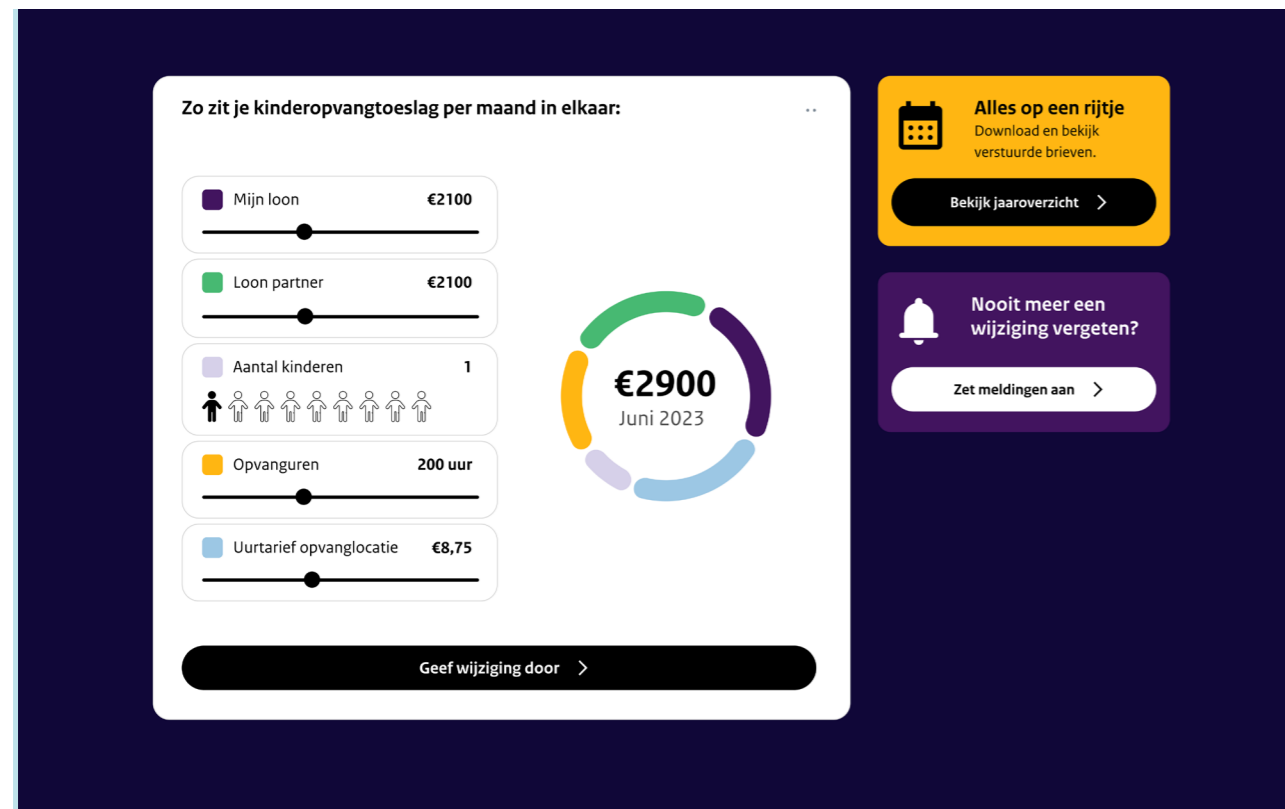 Zo zit je kinderopvangtoeslag per maand in elkaar:
Mijn loon €2100
Loon partner €2100
Aantal kinderen 1
Opvanguren 200 uur
Uurtarief opvanglocatie €8,75
€2900
Juni 2023
Geef wijziging door
Alles op een rijtje
Download en bekijk
verstuurde brieven.
Bekijk jaaroverzicht
Nooit meer een
wijziging vergeten?
Zet meldingen aan